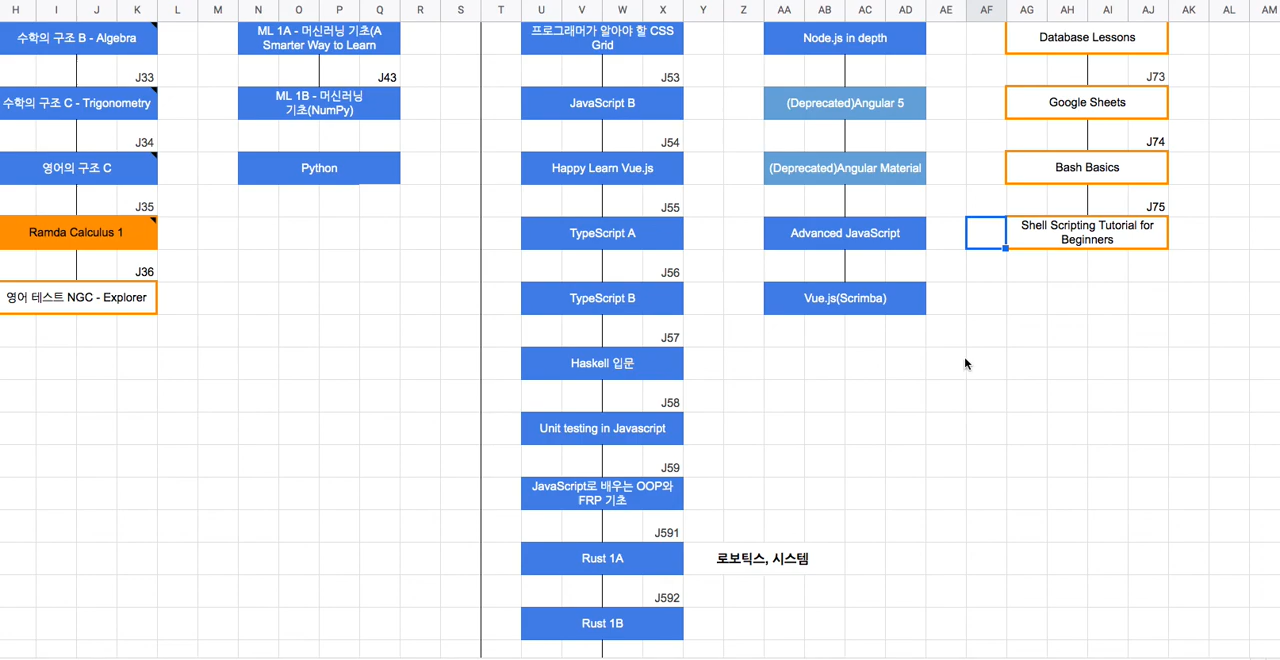 H I J K L M N O P Q R S T U V W X Y Z AA AB AC AD AE AF AG AH AI AJ AK AL AM
수학의 구조 B - Algebra
ML 1A - 머신러닝 기초(A
Smarter Way to Learn
프로그래머가 알아야 할 CSS
Grid
Node.js in depth
Database Lessons
J33
J43
J53
J73
수학의 구조 C - Trigonometry
ML 1B - 머신러닝
기초(NumPy)
JavaScript B
(Deprecated)Angular 5
Google Sheets
J34
J54
J74
영어의 구조 C
Python
Happy Learn Vue.js
(Deprecated)Angular Material
Bash Basics
J35
J55
J75
Ramda Calculus 1
TypeScript A
Advanced JavaScript
Shell Scripting Tutorial for
Beginners
J36
J56
영어 테스트 NGC - Explorer
TypeScript B
Vue.js(Scrimba)
J57
Haskell 입문
J58
Unit testing in Javascript
J59
JavaScript로 배우는 OOP와
FRP 기초
J591
Rust 1A
로보틱스, 시스템
J592
Rust 1B